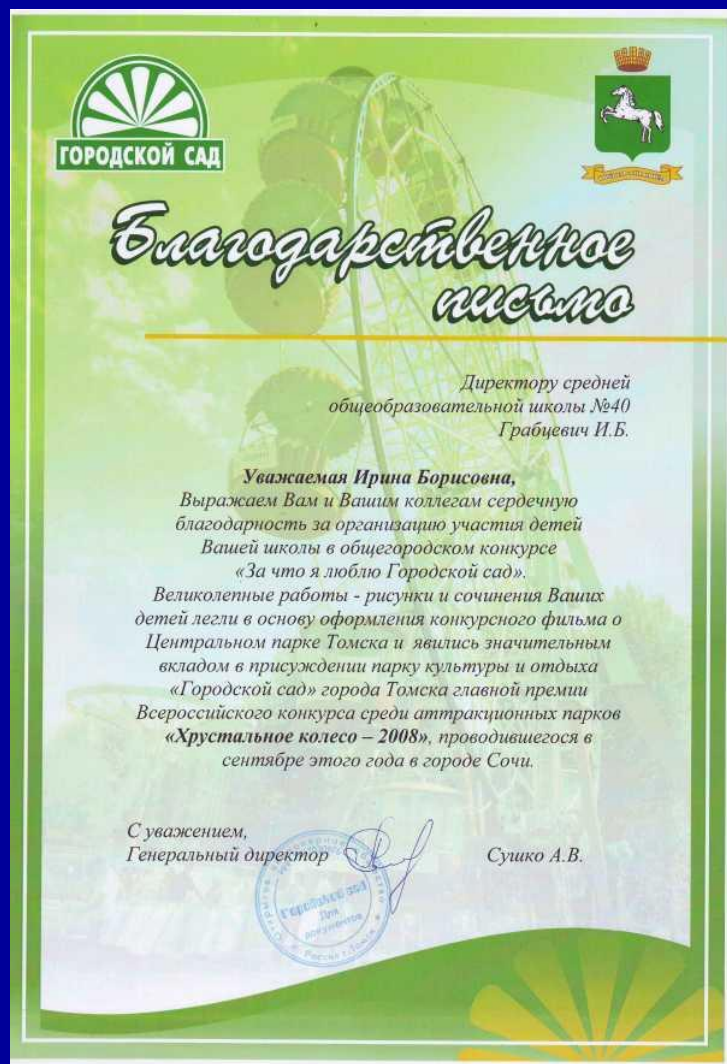 ГОРОДСКОЙ САД
Благодарственное
письмо
Директору средней
общеобразовательной школы №40
Грабцевич И.Б.
Уважаемая Ирина Борисовна,
Выражаем Вам и Вашим коллегам сердечную
благодарность за организацию участия детей
Вашей школы в общегородском конкурсе
«За что я люблю Городской сад».
Великолепные работы - рисунки и сочинения Ваших
детей легли в основу оформления конкурсного фильма о
Центральном парке Томска и явились значительным
вкладом в присуждении парку культуры и отдыха
«Городской сад» города Томска главной премии
Всероссийского конкурса среди аттракционных парков
«Хрустальное колесо – 2008», проводившегося в
сентябре этого года в городе Сочи.
С уважением,
Генеральный директор Сушко А.В.
Городской сад
Для
документов